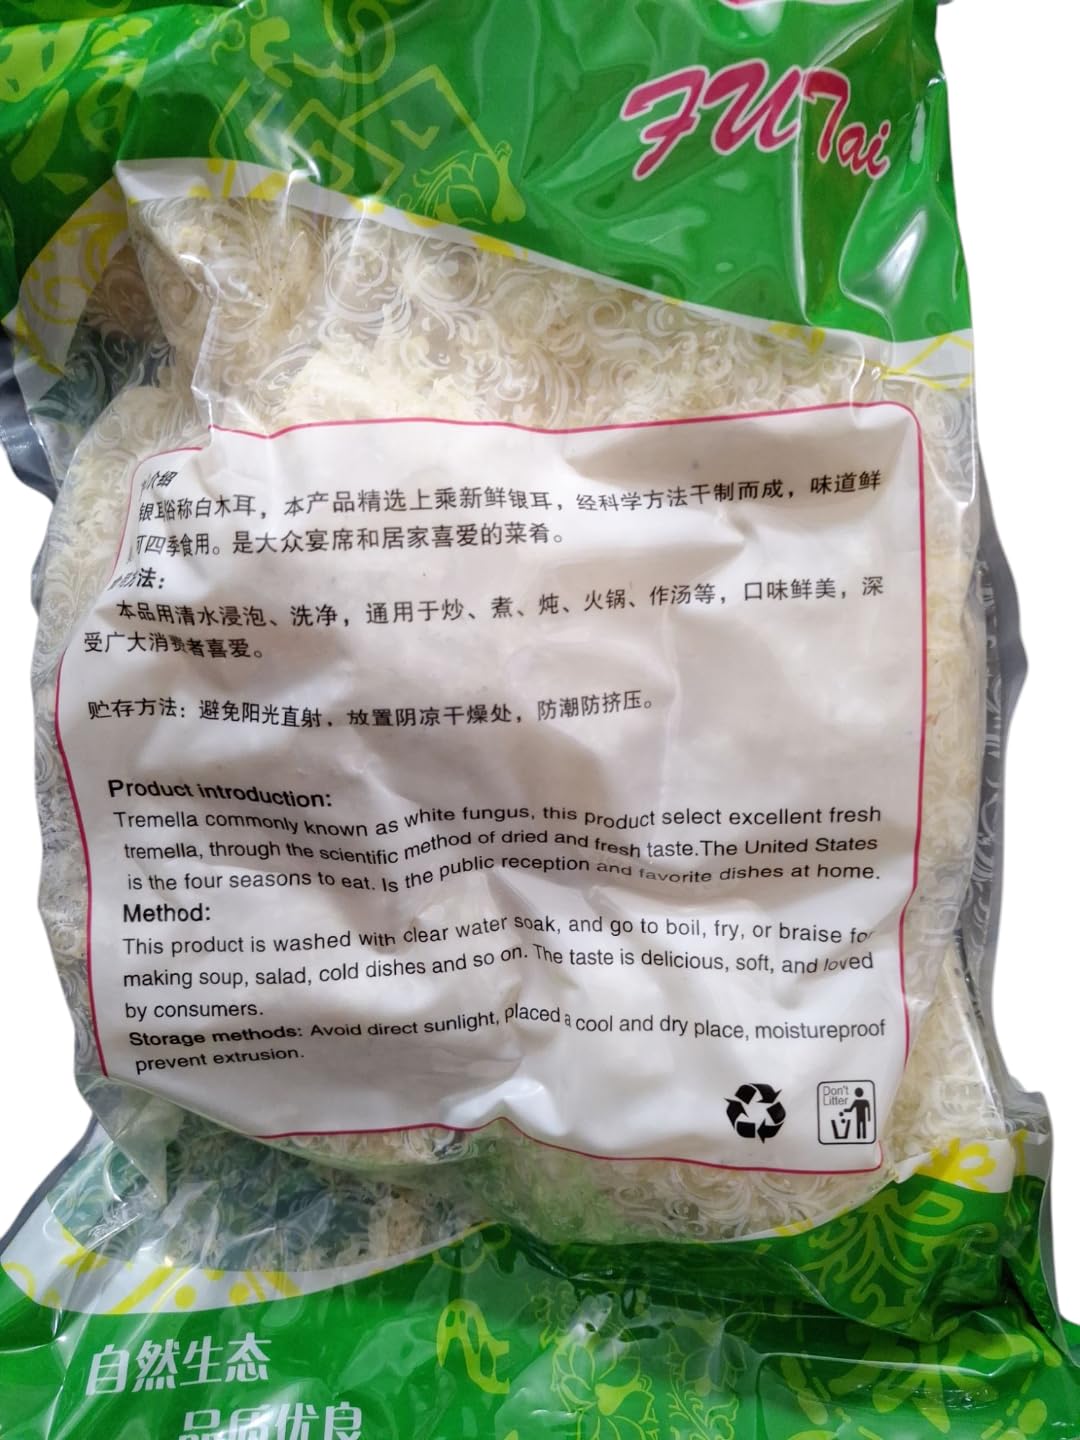 FUTai
介绍
银耳俗称白木耳，本产品精选上乘新鲜银耳，经科学方法干制而成，味道鲜
可四季食用。是大众宴席和居家喜爱的菜肴。
方法：
本品用清水浸泡、洗净，通用于炒、煮、炖、火锅、作汤等，口味鲜美，深
受广大消费者喜爱。
贮存方法：避免阳光直射，放置阴凉干燥处，防潮防挤压。
Product introduction:
Tremella commonly known as white fungus, this product select excellent fresh
tremella, through the scientific method of dried and fresh taste.The United States
is the four seasons to eat. Is the public reception and favorite dishes at home.
Method:
This product is washed with clear water soak, and go to boil, fry, or braise for
making soup, salad, cold dishes and so on. The taste is delicious, soft, and loved
by consumers.
Storage methods: Avoid direct sunlight, placed a cool and dry place, moistureproof
prevent extrusion.
Don't
Litter
自然生态
品质优良